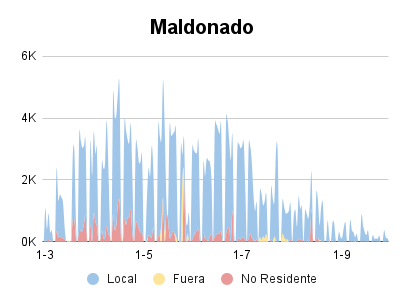 Maldonado
6K
4K
2K
0K
1-3 1-5 1-7 1-9
Local Fuera No Residente